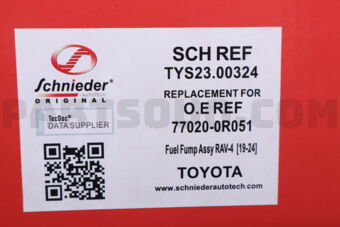 Schnieder®
AUTOTECH
ORIGINAL
TecDoc®
DATA SUPPLIER
SCH REF
TYS23.00324
REPLACEMENT FOR
O.E REF
77020-0R051
Fuel Fump Assy RAV-4 [19-24]
TOYOTA
www.schniederautotech.com